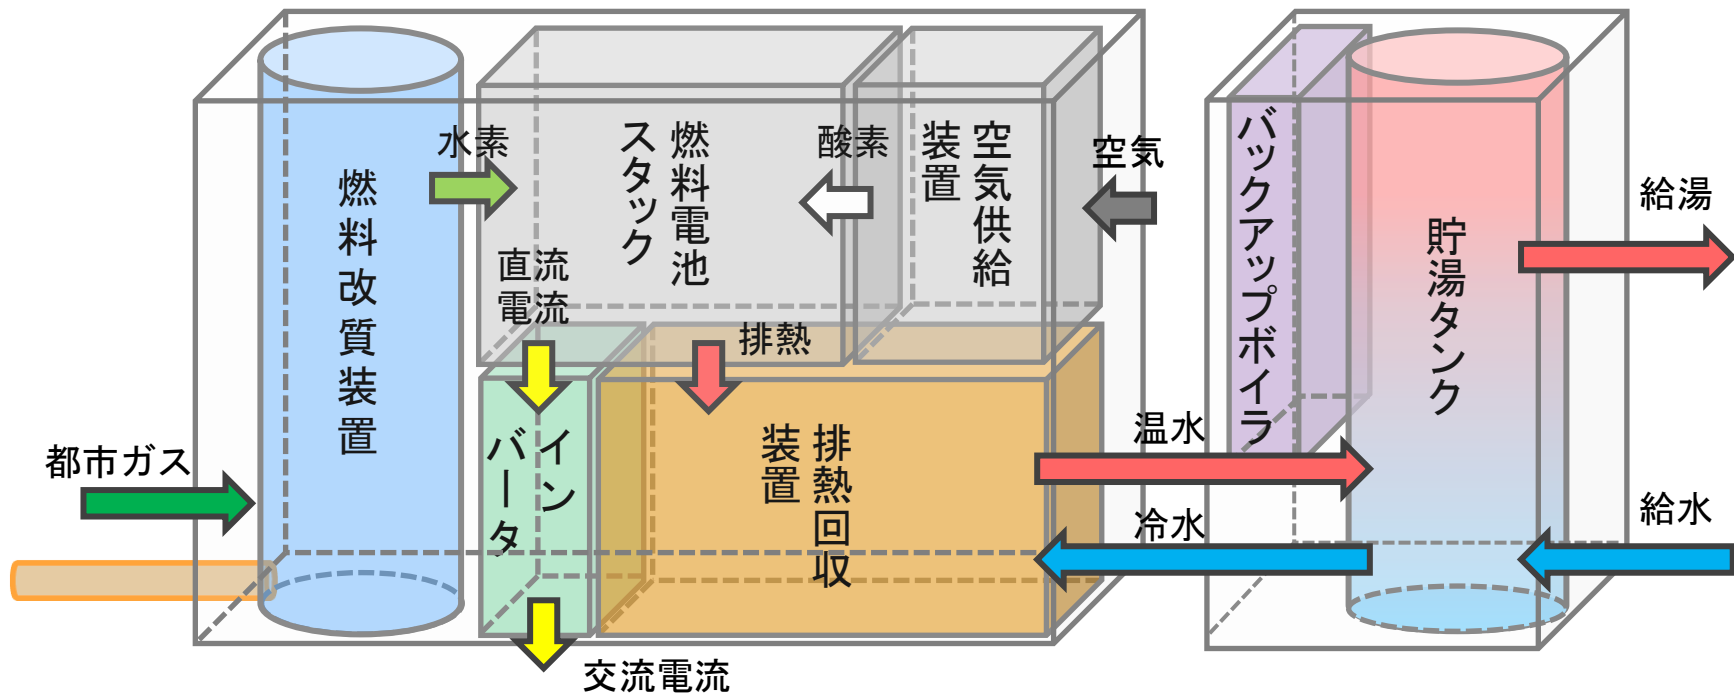 都市ガス
燃料改質装置
水素
燃料電池
スタック
酸素
空気供給
装置
空気
直流
電流
排熱
インバータ
排熱回収
装置
交流電流
温水
冷水
バックアップボイラ
貯湯タンク
給湯
給水